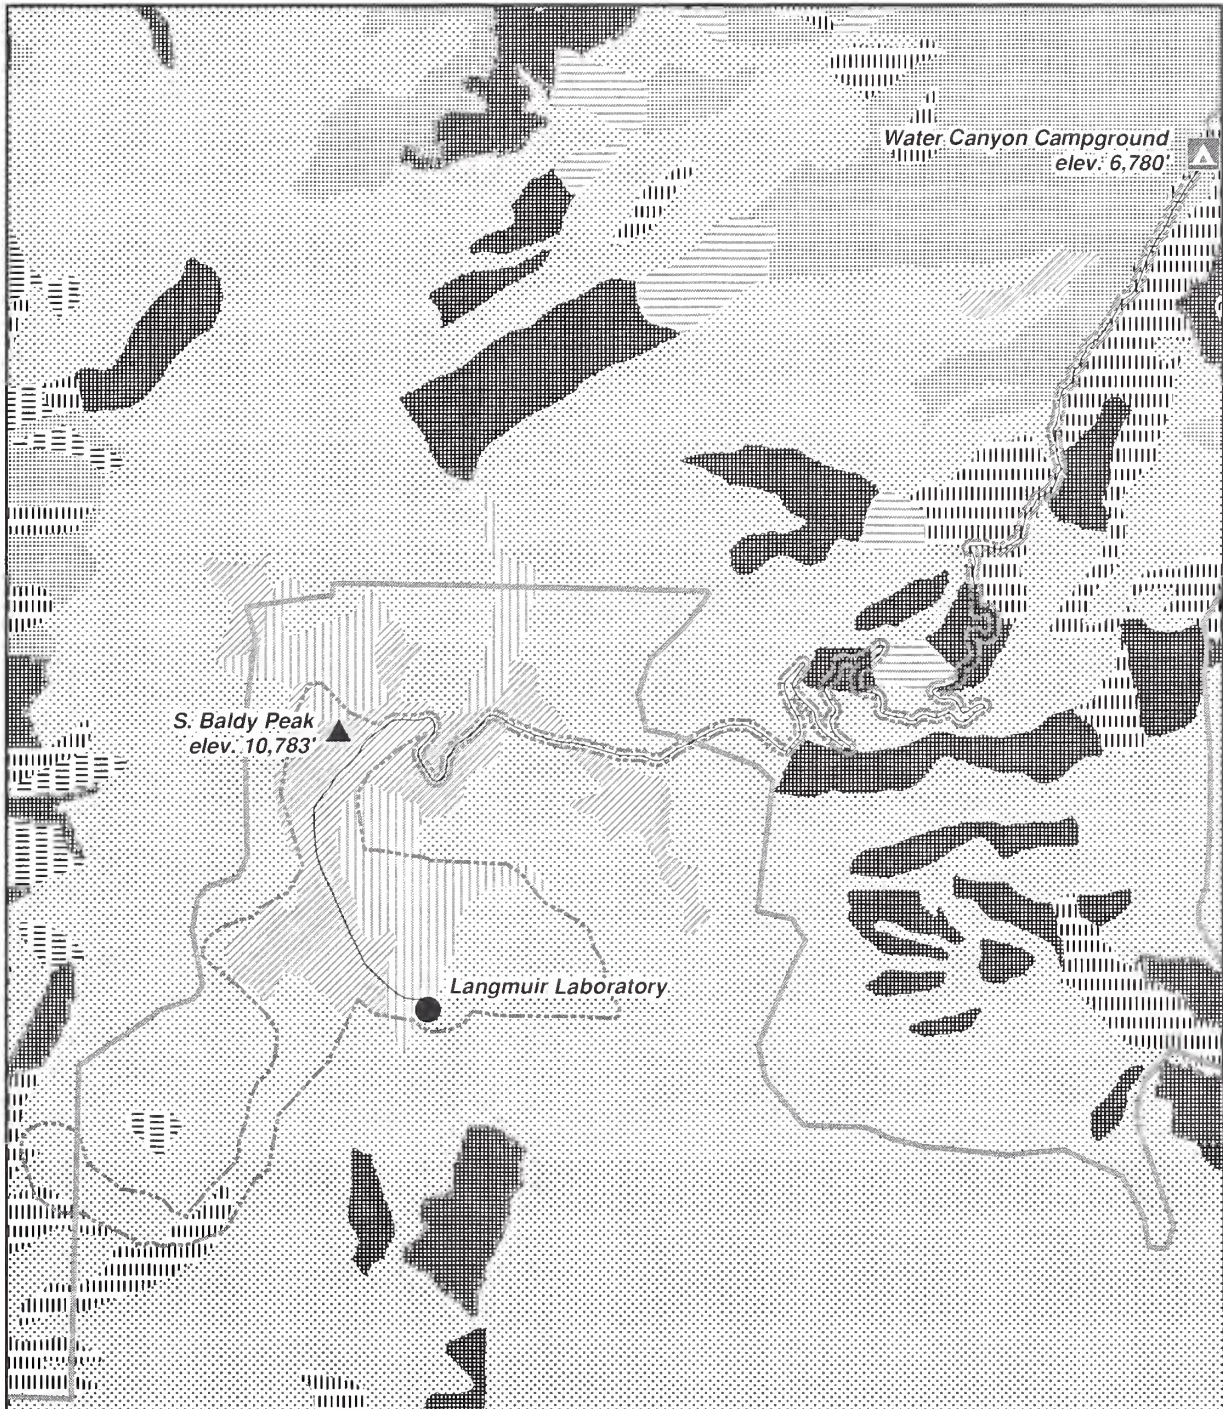 Water Canyon Campground
elev. 6,780'
S. Baldy Peak
elev. 10,783'
Langmuir Laboratory